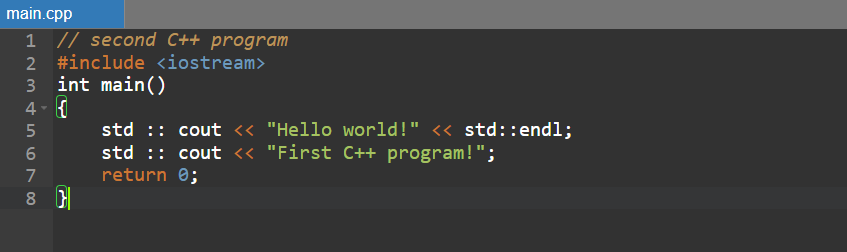 main.cpp
1 // second C++ program
2 #include <iostream>
3 int main()
4 {
5     std :: cout << "Hello world!" << std::endl;
6     std :: cout << "First C++ program!";
7     return 0;
8 }